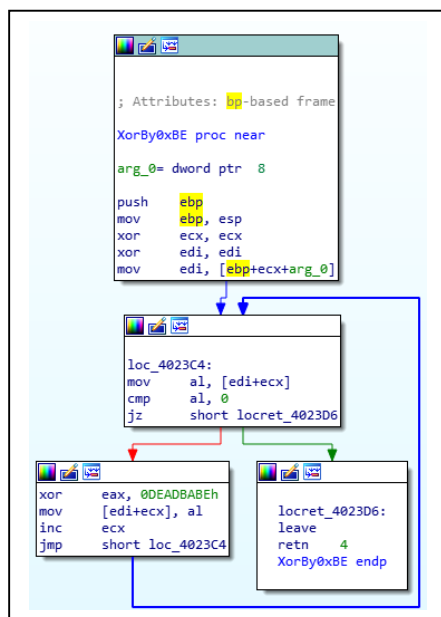 ; Attributes: bp-based frame
XorBy0xBE proc near
arg_0= dword ptr  8
push    ebp
mov     ebp, esp
xor     ecx, ecx
xor     edi, edi
mov     edi, [ebp+ecx+arg_0]
loc_4023C4:
mov     al, [edi+ecx]
cmp     al, 0
jz      short locret_4023D6
xor     eax, 0DEADBABEh
mov     [edi+ecx], al
inc     ecx
jmp     short loc_4023C4
locret_4023D6:
leave
retn    4
XorBy0xBE endp